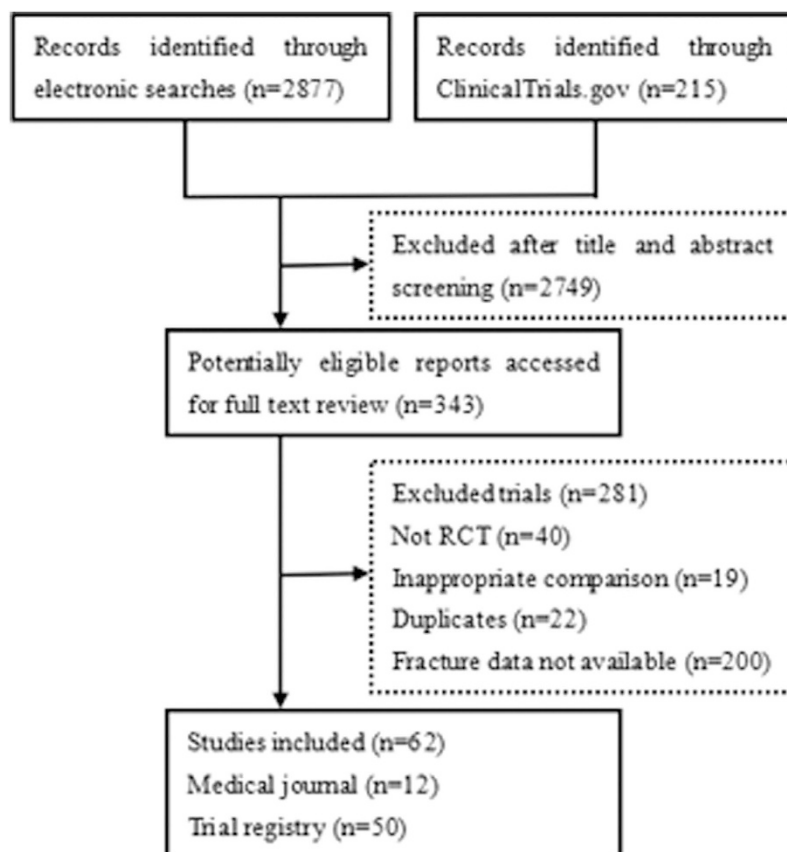 Records identified through
electronic searches (n=2877)
Records identified through
ClinicalTrials.gov (n=215)
Excluded after title and abstract
screening (n=2749)
Potentially eligible reports accessed
for full text review (n=343)
Excluded trials (n=281)
Not RCT (n=40)
Inappropriate comparison (n=19)
Duplicates (n=22)
Fracture data not available (n=200)
Studies included (n=62)
Medical journal (n=12)
Trial registry (n=50)